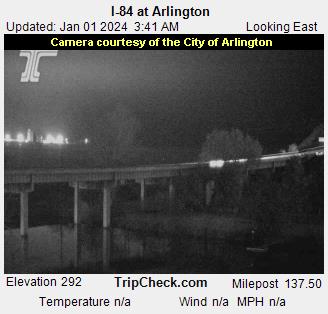 I-84 at Arlington
Updated: Jan 01 2024 3:41 AM Looking East
Camera courtesy of the City of Arlington
Elevation 292 TripCheck.com Milepost 137.50
Temperature n/a Wind n/a MPH n/a